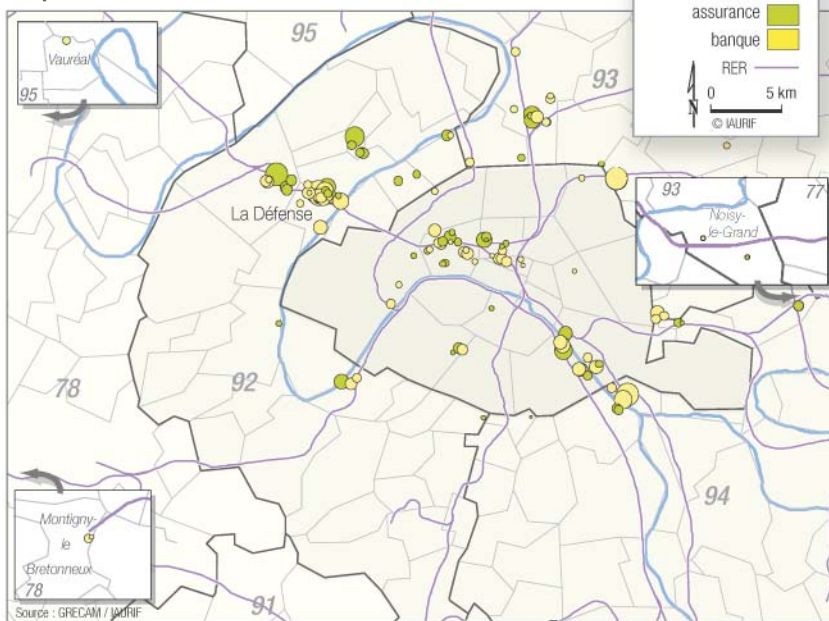 assurance
banque
RER
N
0 5 km
© IAURIF
95
93
Vauréal
95
La Défense
93
77
Noisy-
le-Grand
78
92
94
Montigny-
le
Bretonneux
78
91
Source : GRECAM / IAURIF